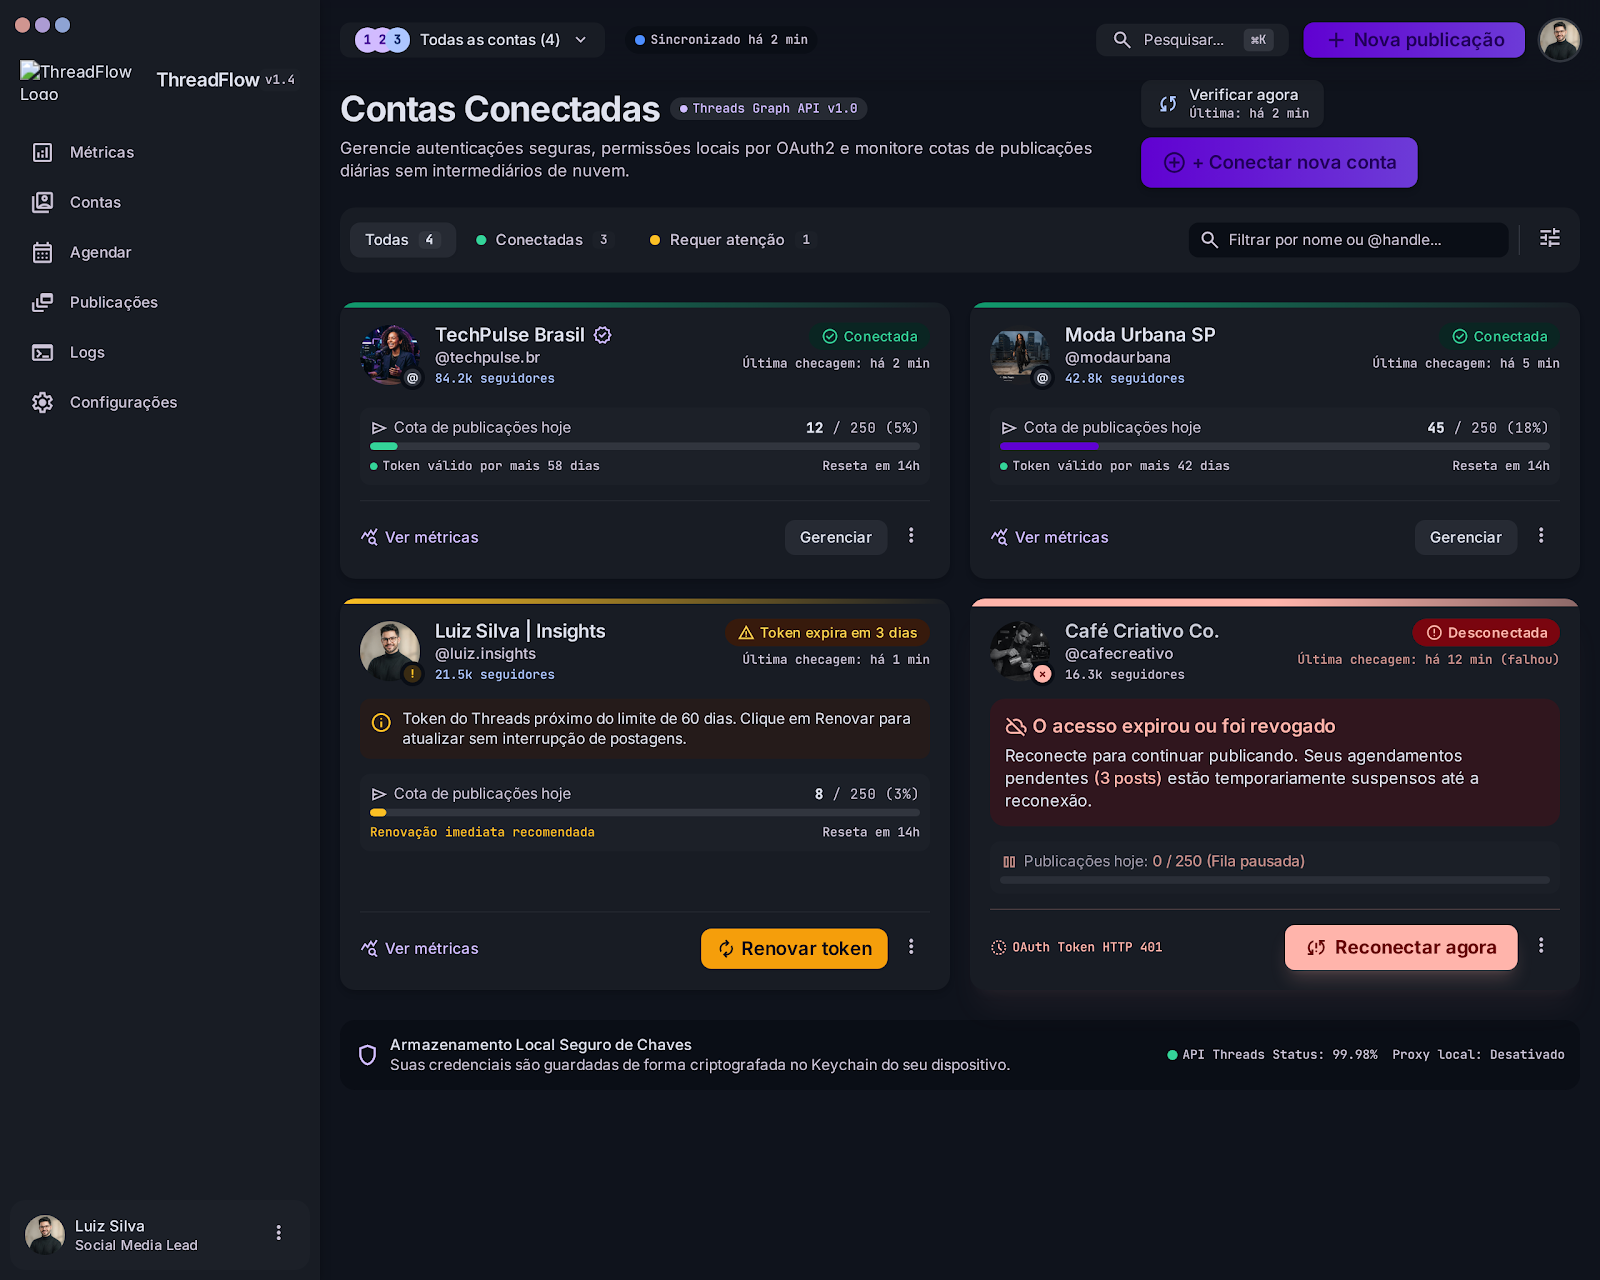 ThreadFlow Logo
ThreadFlow v1.4
Métricas
Contas
Agendar
Publicações
Logs
Configurações
Luiz Silva
Social Media Lead
1 2 3 Todas as contas (4)
Sincronizado há 2 min
Pesquisar... ⌘K
+ Nova publicação
Contas Conectadas
Threads Graph API v1.0
Gerencie autenticações seguras, permissões locais por OAuth2 e monitore cotas de publicações
diárias sem intermediários de nuvem.
Verificar agora
Última: há 2 min
+ Conectar nova conta
Todas 4
Conectadas 3
Requer atenção 1
Filtrar por nome ou @handle...
TechPulse Brasil
@techpulse.br
84.2k seguidores
@
Conectada
Última checagem: há 2 min
Cota de publicações hoje
12 / 250 (5%)
Token válido por mais 58 dias
Reseta em 14h
Ver métricas
Gerenciar
Moda Urbana SP
@modaurbana
42.8k seguidores
@
Conectada
Última checagem: há 5 min
Cota de publicações hoje
45 / 250 (18%)
Token válido por mais 42 dias
Reseta em 14h
Ver métricas
Gerenciar
Luiz Silva | Insights
@luiz.insights
21.5k seguidores
!
Token expira em 3 dias
Última checagem: há 1 min
Token do Threads próximo do limite de 60 dias. Clique em Renovar para
atualizar sem interrupção de postagens.
Cota de publicações hoje
8 / 250 (3%)
Renovação imediata recomendada
Reseta em 14h
Ver métricas
Renovar token
Café Criativo Co.
@cafecreativo
16.3k seguidores
Desconectada
Última checagem: há 12 min (falhou)
O acesso expirou ou foi revogado
Reconecte para continuar publicando. Seus agendamentos
pendentes (3 posts) estão temporariamente suspensos até a
reconexão.
Publicações hoje: 0 / 250 (Fila pausada)
OAuth Token HTTP 401
Reconectar agora
Armazenamento Local Seguro de Chaves
Suas credenciais são guardadas de forma criptografada no Keychain do seu dispositivo.
API Threads Status: 99.98%
Proxy local: Desativado